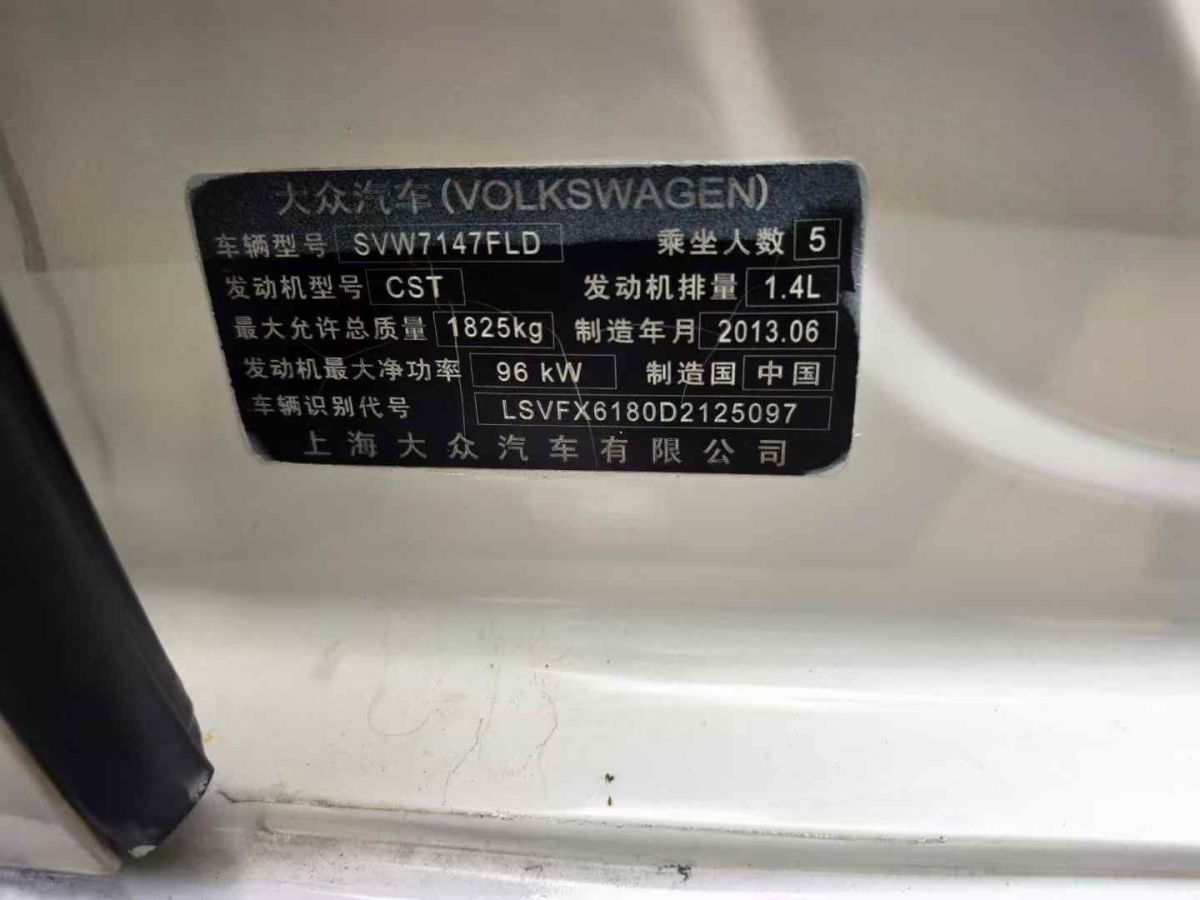 大众汽车(VOLKSWAGEN)
车辆型号 SVW7147FLD 乘坐人数 5
发动机型号 CST 发动机排量 1.4L
最大允许总质量 1825kg 制造年月 2013.06
发动机最大净功率 96 kW 制造国 中国
车辆识别代号 LSVFX6180D2125097
上海大众汽车有限公司